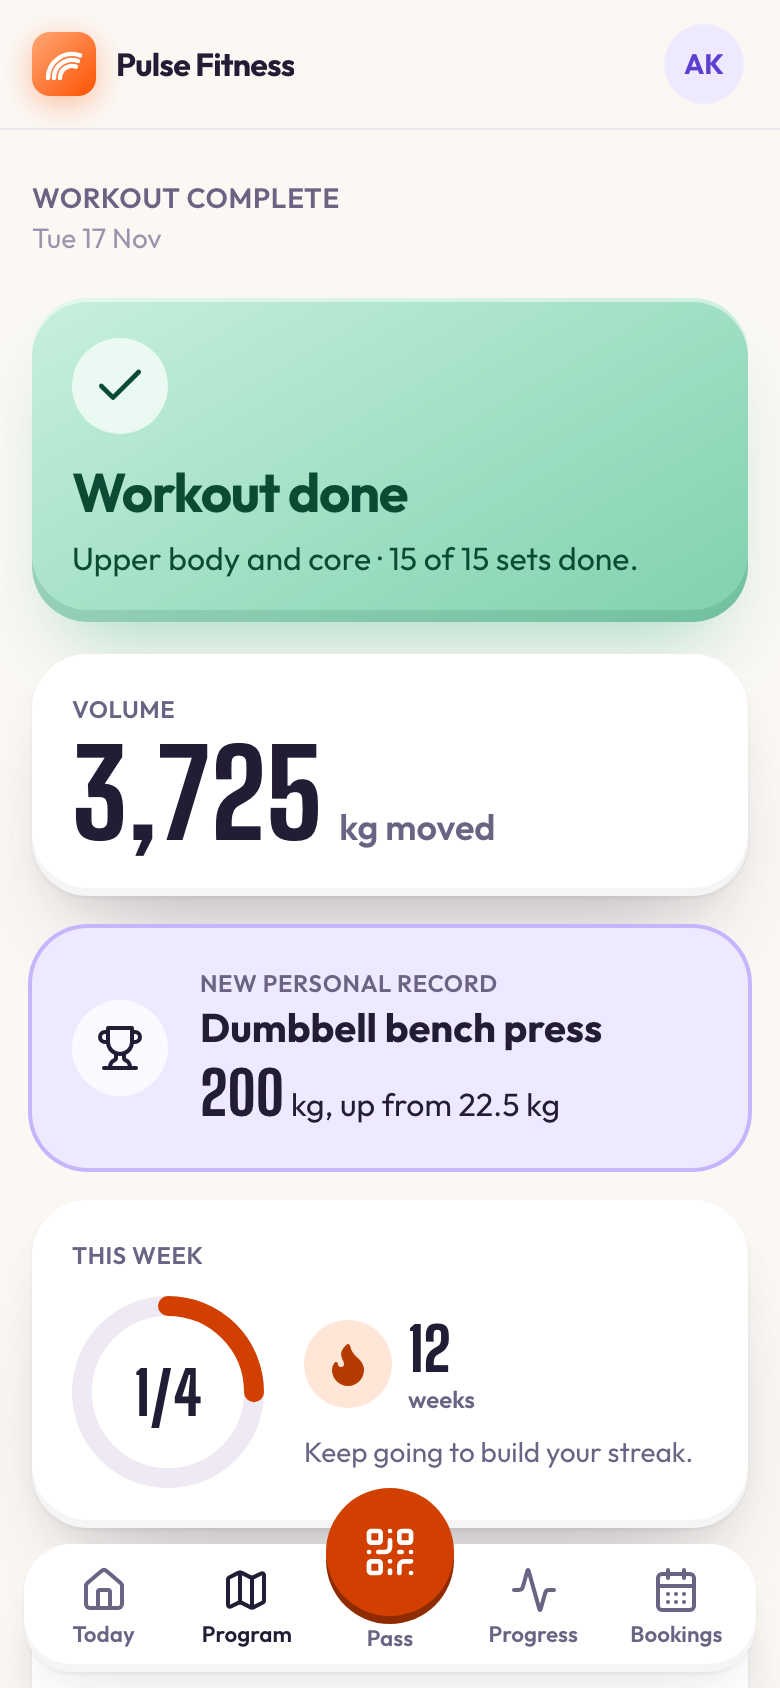 Pulse Fitness
AK
WORKOUT COMPLETE
Tue 17 Nov
Workout done
Upper body and core · 15 of 15 sets done.
VOLUME
3,725 kg moved
NEW PERSONAL RECORD
Dumbbell bench press
200 kg, up from 22.5 kg
THIS WEEK
1/4
12
weeks
Keep going to build your streak.
Today
Program
Pass
Progress
Bookings